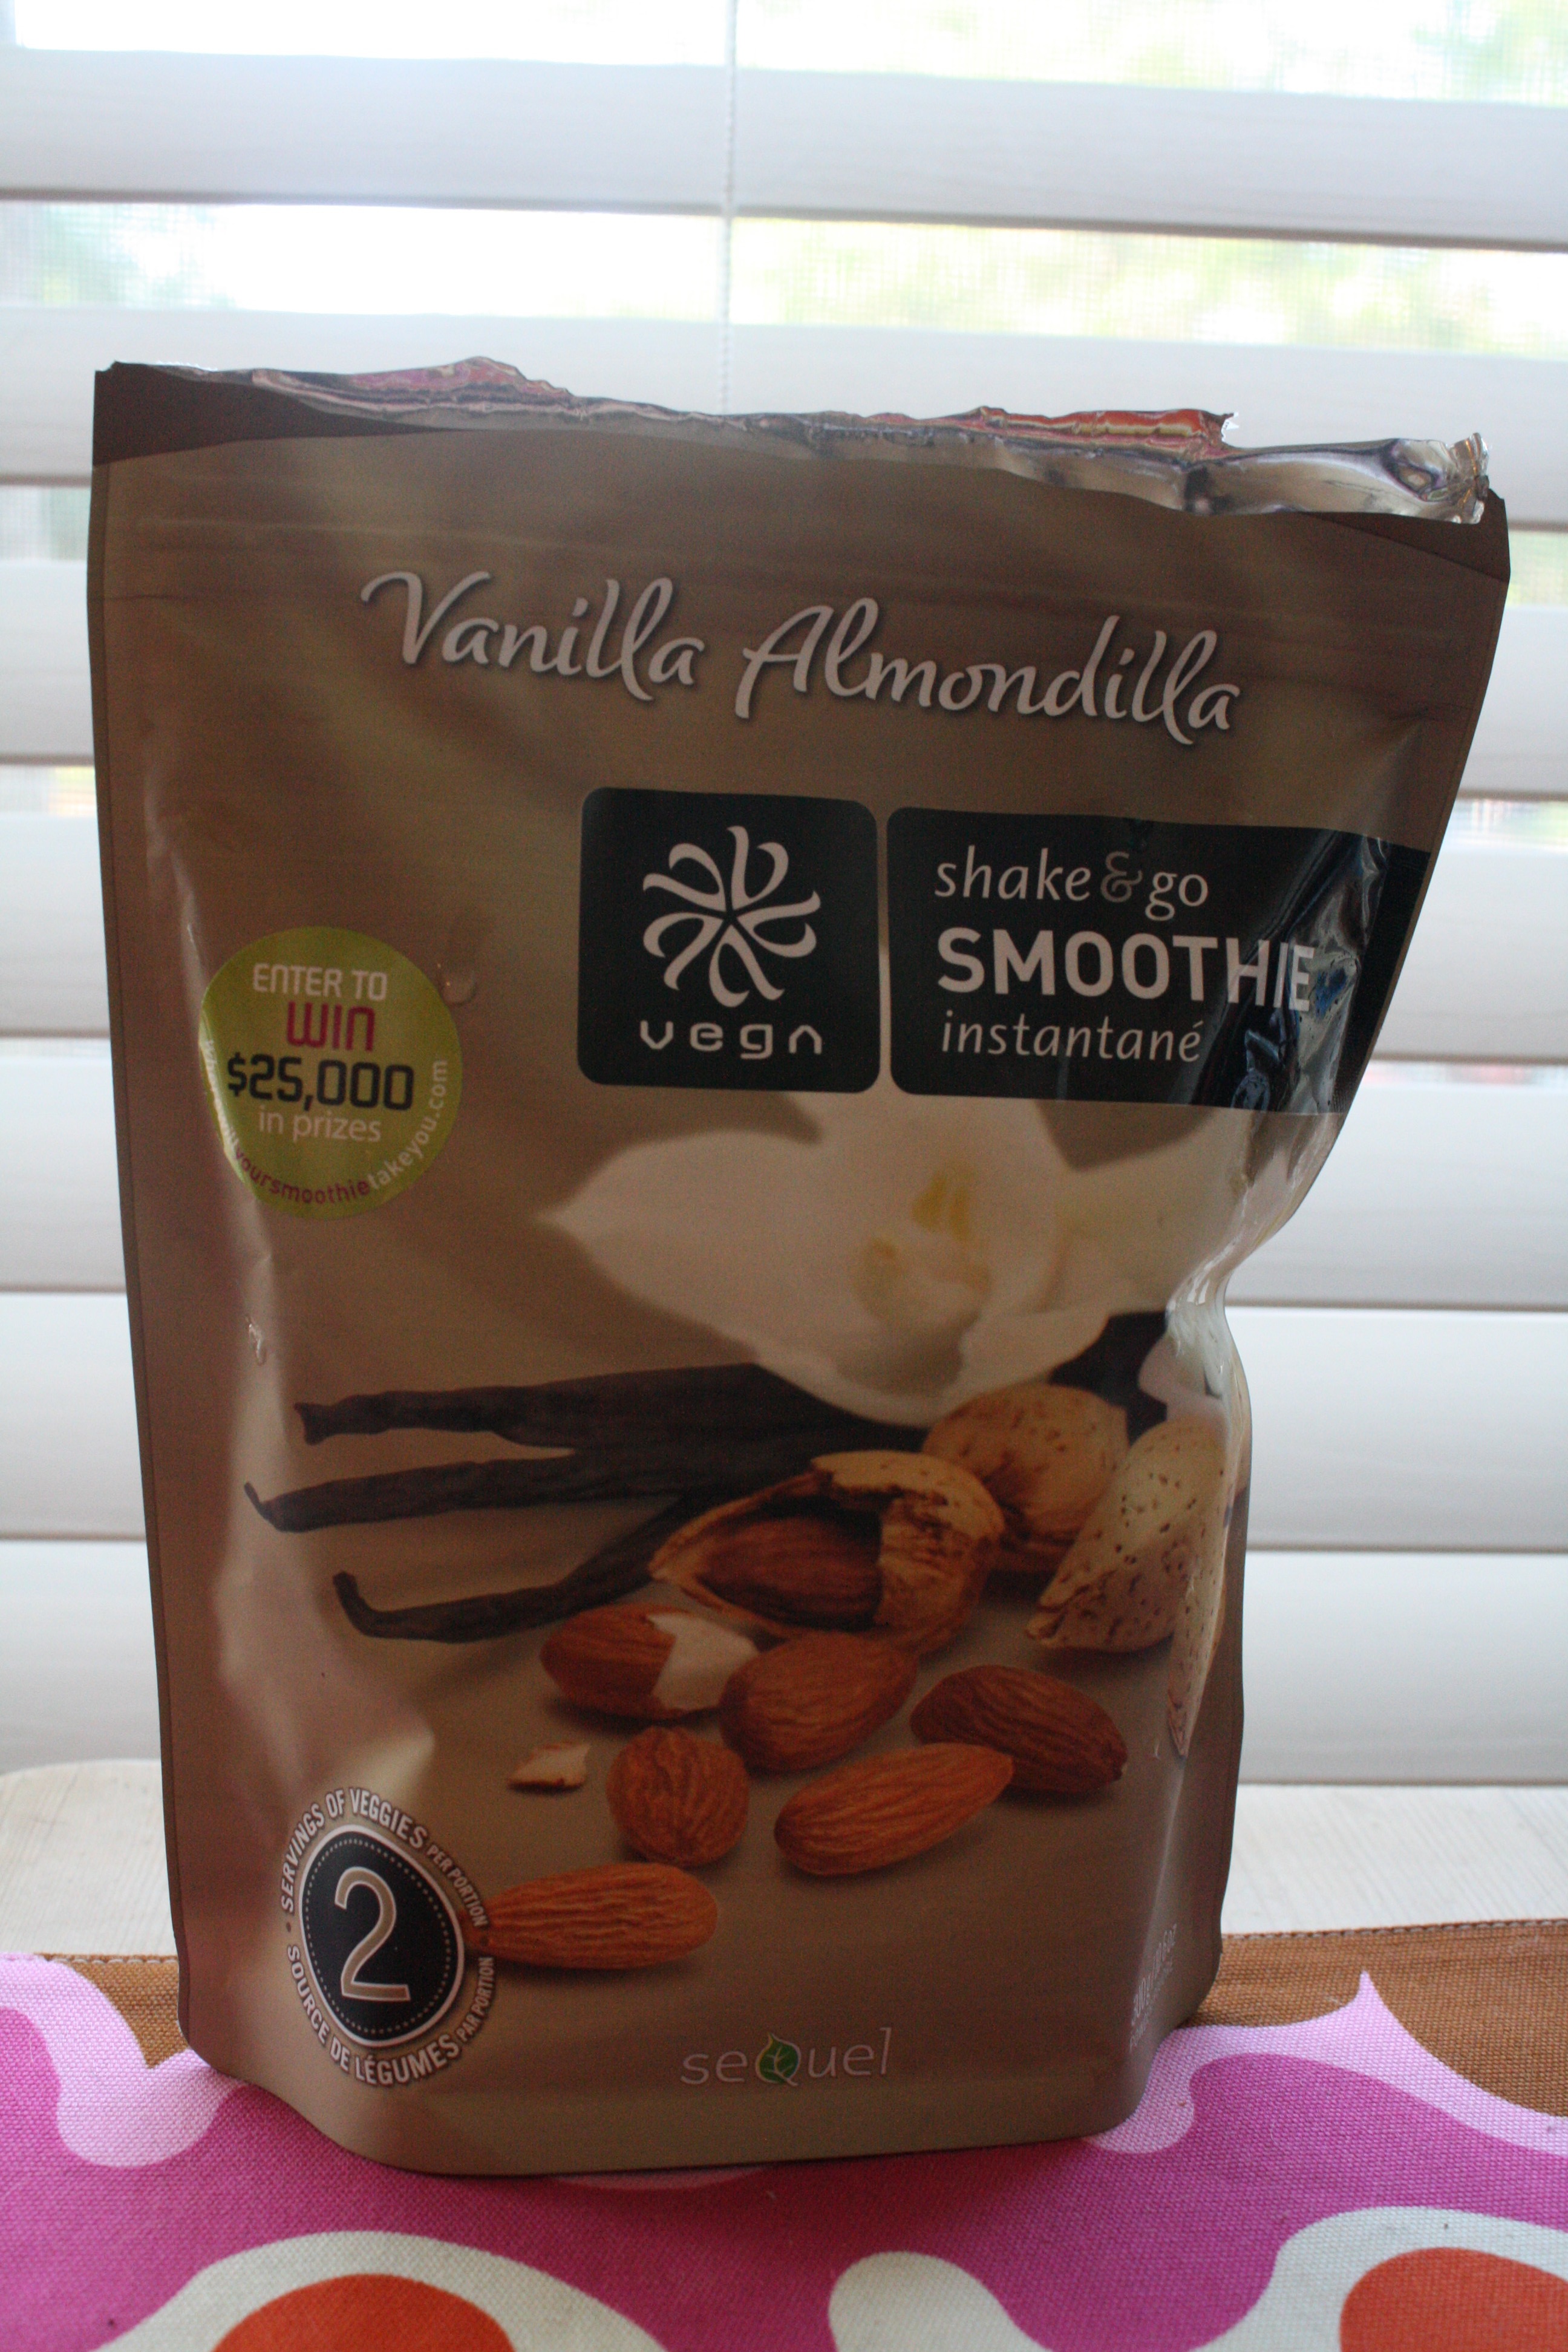 Vanilla Almondilla
vega
shake & go
SMOOTHIE
instantané
ENTER TO
WIN
$25,000
in prizes
SERVINGS OF VEGGIES PER PORTION
2
SOURCE DE LÉGUMES PAR PORTION
seQuel